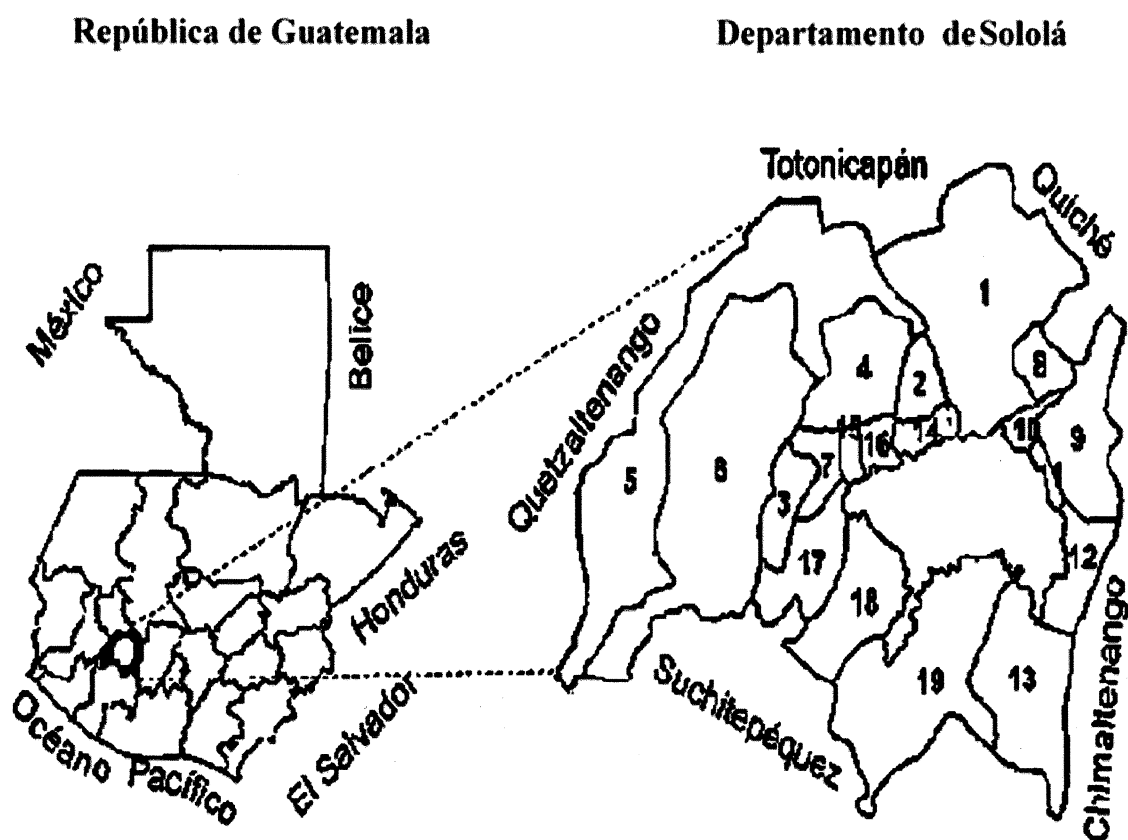 República de Guatemala
Departamento de Sololá
Totonicapán
Quiché
México
Belice
Quetzaltenango
Honduras
El Salvador
Océano Pacífico
Suchitepéquez
Chimaltenango
1
8
4
2
9
10
14
15
16
7
5
6
3
17
12
18
19
13